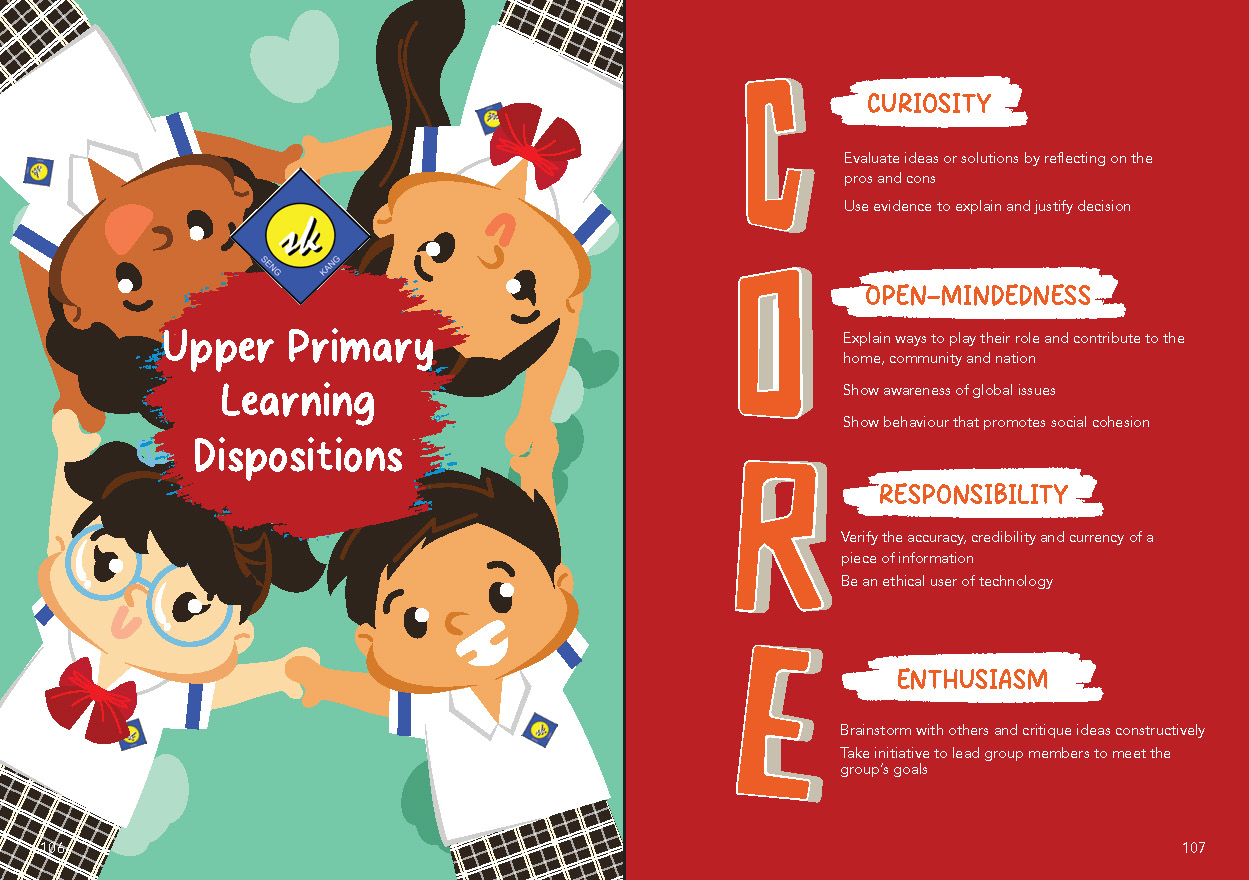 sk
SENG KANG
Upper Primary
Learning
Dispositions
106
C
CURIOSITY
Evaluate ideas or solutions by reflecting on the
pros and cons
Use evidence to explain and justify decision
O
OPEN-MINDEDNESS
Explain ways to play their role and contribute to the
home, community and nation
Show awareness of global issues
Show behaviour that promotes social cohesion
R
RESPONSIBILITY
Verify the accuracy, credibility and currency of a
piece of information
Be an ethical user of technology
E
ENTHUSIASM
Brainstorm with others and critique ideas constructively
Take initiative to lead group members to meet the
group's goals
107